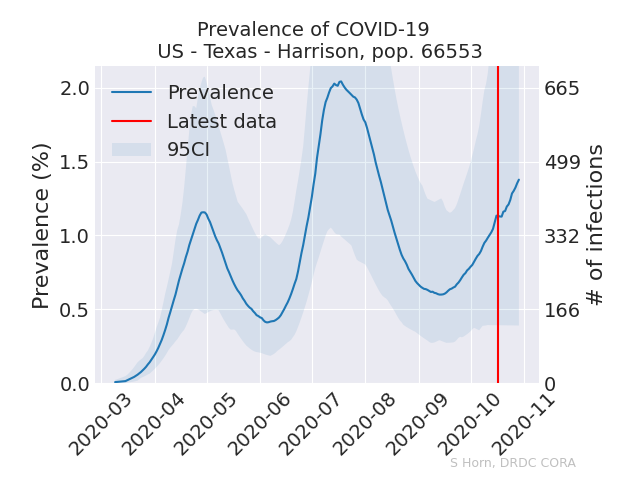 Prevalence of COVID-19
US - Texas - Harrison, pop. 66553
Prevalence
Latest data
95CI
Prevalence (%)
2.0
1.5
1.0
0.5
0.0
665
499
332
166
0
# of infections
2020-03
2020-04
2020-05
2020-06
2020-07
2020-08
2020-09
2020-10
2020-11
S Horn, DRDC CORA